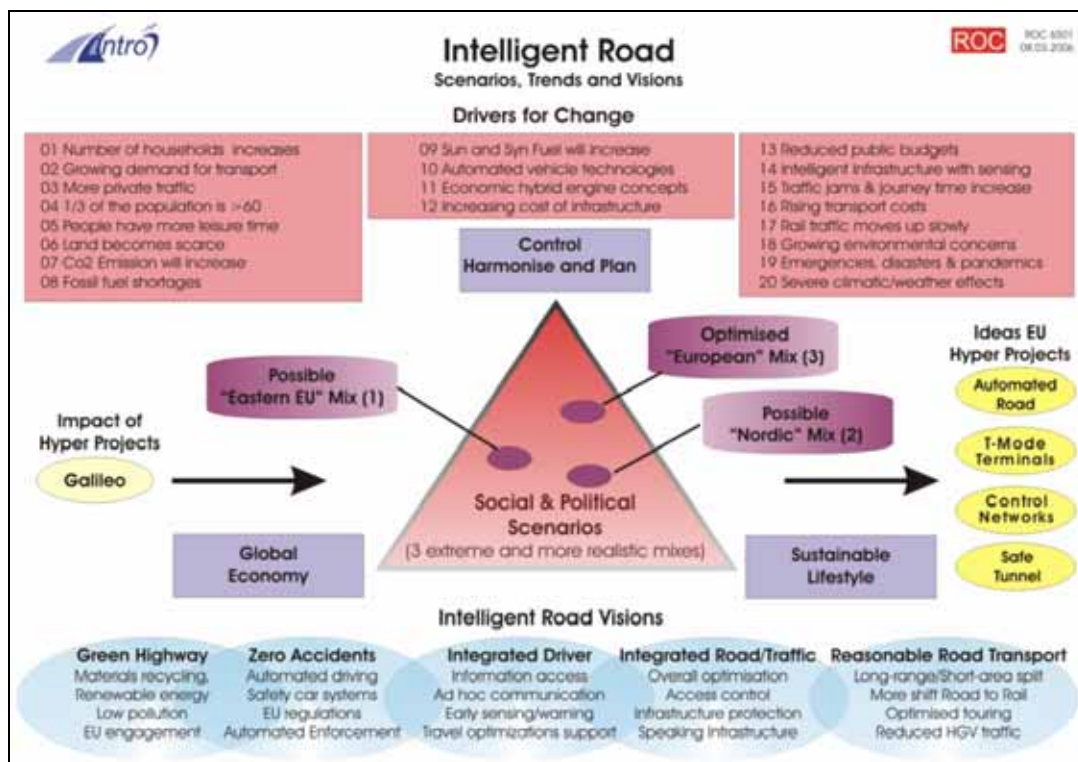 Intro
Intelligent Road
Scenarios, Trends and Visions
ROC
ROC 6501
08.03.2006
Drivers for Change
01 Number of households increases
02 Growing demand for transport
03 More private traffic
04 1/3 of the population is >60
05 People have more leisure time
06 Land becomes scarce
07 Co2 Emission will increase
08 Fossil fuel shortages
09 Sun and Syn Fuel will increase
10 Automated vehicle technologies
11 Economic hybrid engine concepts
12 Increasing cost of infrastructure
13 Reduced public budgets
14 Intelligent Infrastructure with sensing
15 Traffic jams & journey time increase
16 Rising transport costs
17 Rail traffic moves up slowly
18 Growing environmental concerns
19 Emergencies, disasters & pandemics
20 Severe climatic/weather effects
Control
Harmonise and Plan
Possible
"Eastern EU" Mix (1)
Optimised
"European" Mix (3)
Possible
"Nordic" Mix (2)
Impact of
Hyper Projects
Galileo
Ideas EU
Hyper Projects
Automated
Road
T-Mode
Terminals
Control
Networks
Safe
Tunnel
Social & Political
Scenarios
(3 extreme and more realistic mixes)
Global
Economy
Sustainable
Lifestyle
Intelligent Road Visions
Green Highway
Materials recycling,
Renewable energy
Low pollution
EU engagement
Zero Accidents
Automated driving
Safety car systems
EU regulations
Automated Enforcement
Integrated Driver
Information access
Ad hoc communication
Early sensing/warning
Travel optimizations support
Integrated Road/Traffic
Overall optimisation
Access control
Infrastructure protection
Speaking Infrastructure
Reasonable Road Transport
Long-range/Short-area split
More shift Road to Rail
Optimised touring
Reduced HGV traffic